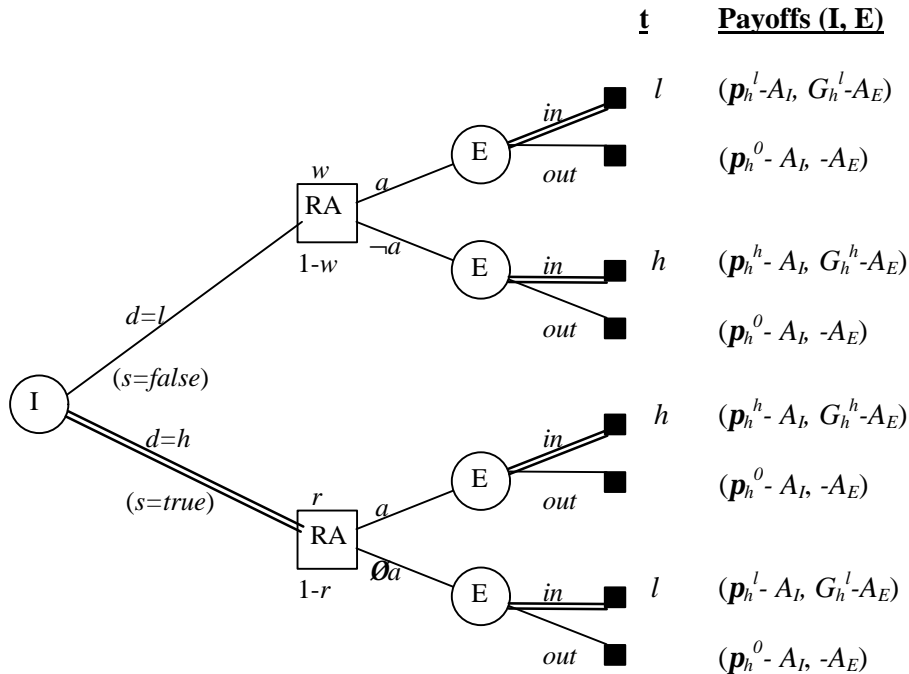 t Payoffs (I, E)
in l (p_h^l-A_I, G_h^l-A_E)
E
w a out (p_h^0- A_I, -A_E)
RA
¬a
1-w E in h (p_h^h- A_I, G_h^h-A_E)
d=l
out (p_h^0- A_I, -A_E)
(s=false)
I
d=h in h (p_h^h- A_I, G_h^h-A_E)
(s=true) r a E
out (p_h^0- A_I, -A_E)
RA
Øa
1-r E in l (p_h^l- A_I, G_h^l-A_E)
out (p_h^0- A_I, -A_E)